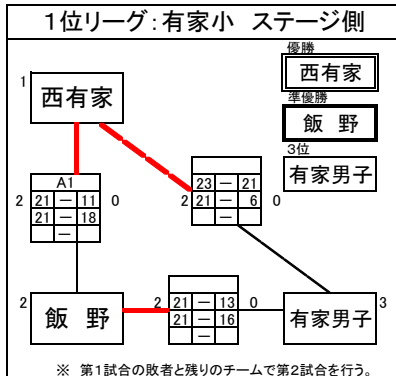 1位リーグ:有家小 ステージ側
優勝
西有家
準優勝
飯 野
3位
有家男子
1
西有家
A1
2 21 － 11 0
21 － 18
－
23 － 21
2 21 － 6 0
－
2
飯 野
2 21 － 13 0
21 － 16
－
有家男子
3
※ 第1試合の敗者と残りのチームで第2試合を行う。